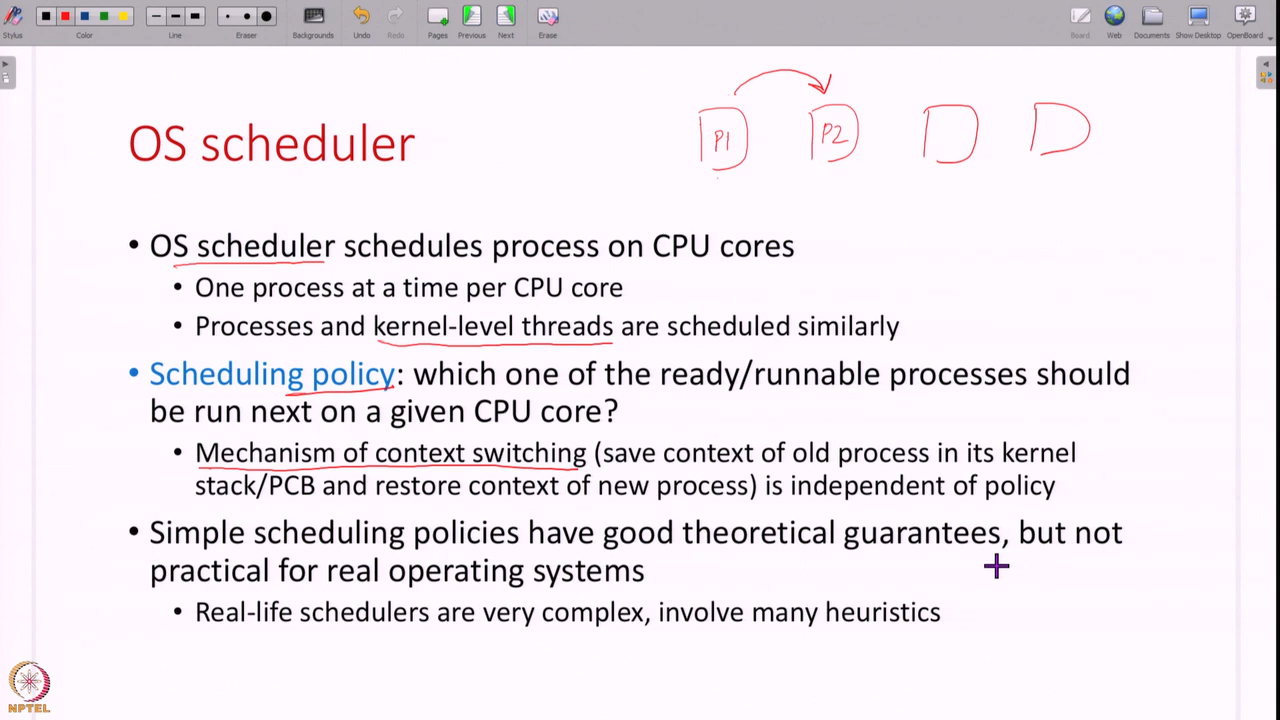 Stylus
Color
Line
Eraser
Backgrounds
Undo
Redo
Pages
Previous
Next
Erase
Board
Web
Documents
Show Desktop
OpenBoard
P1
P2
OS scheduler
• OS scheduler schedules process on CPU cores
• One process at a time per CPU core
• Processes and kernel-level threads are scheduled similarly
• Scheduling policy: which one of the ready/runnable processes should
be run next on a given CPU core?
• Mechanism of context switching (save context of old process in its kernel
stack/PCB and restore context of new process) is independent of policy
• Simple scheduling policies have good theoretical guarantees, but not
practical for real operating systems
• Real-life schedulers are very complex, involve many heuristics
NPTEL